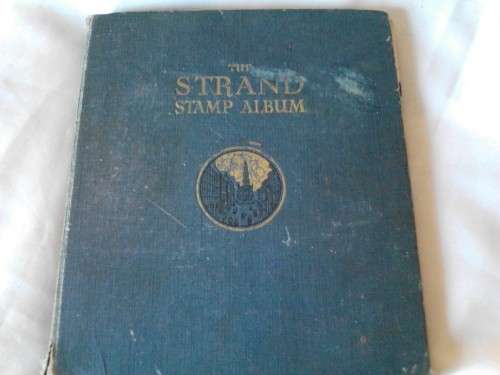 THE
STRAND
STAMP ALBUM